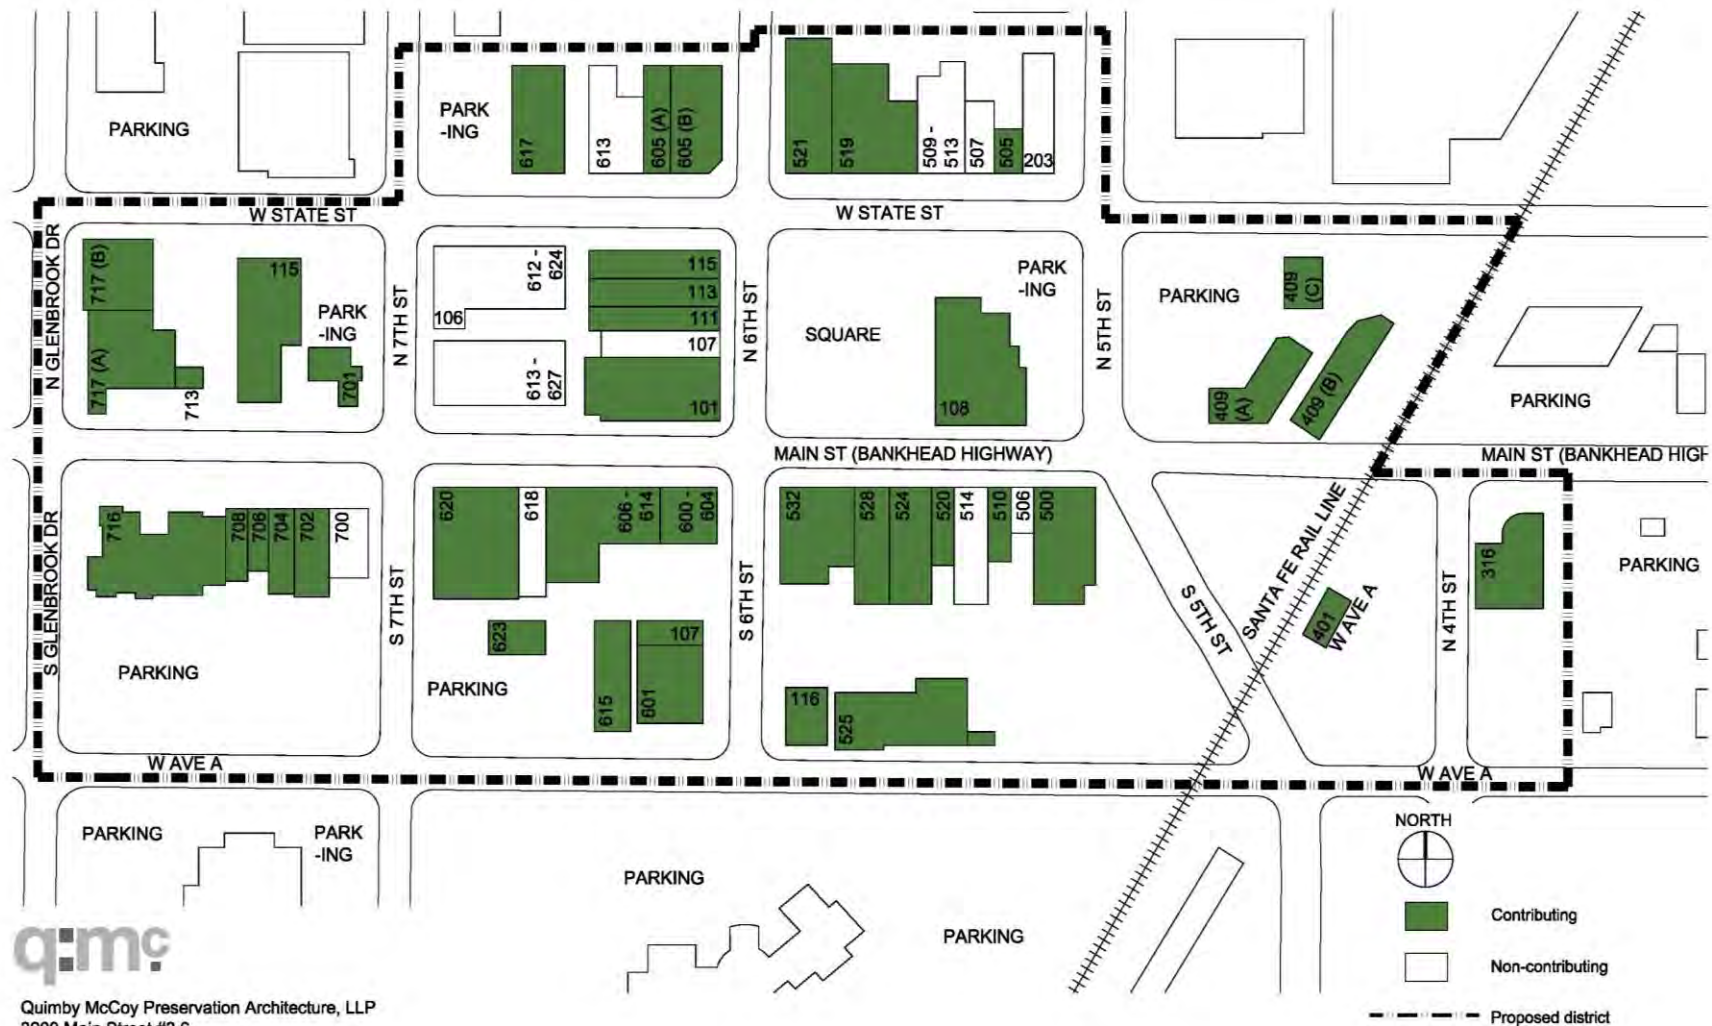 PARKING
PARK
-ING
617
613
605 (A)
605 (B)
521
519
509 -
513
507
505
203
W STATE ST
W STATE ST
N GLENBROOK DR
717 (B)
717 (A)
713
115
PARK
-ING
701
N 7TH ST
612 -
624
106
613 -
627
115
113
111
107
101
N 6TH ST
SQUARE
PARK
-ING
108
N 5TH ST
PARKING
409
(C)
409
(A)
409 (B)
PARKING
MAIN ST (BANKHEAD HIGHWAY)
MAIN ST (BANKHEAD HIGH
S GLENBROOK DR
716
708
706
704
702
700
PARKING
S 7TH ST
620
618
606 -
614
600 -
604
623
PARKING
615
107
601
S 6TH ST
532
528
524
520
514
510
506
500
116
525
S 5TH ST
SANTA FE RAIL LINE
401
W AVE A
N 4TH ST
316
PARKING
W AVE A
W AVE A
PARKING
PARK
-ING
PARKING
PARKING
NORTH
Contributing
Non-contributing
Proposed district
q:mc
Quimby McCoy Preservation Architecture, LLP